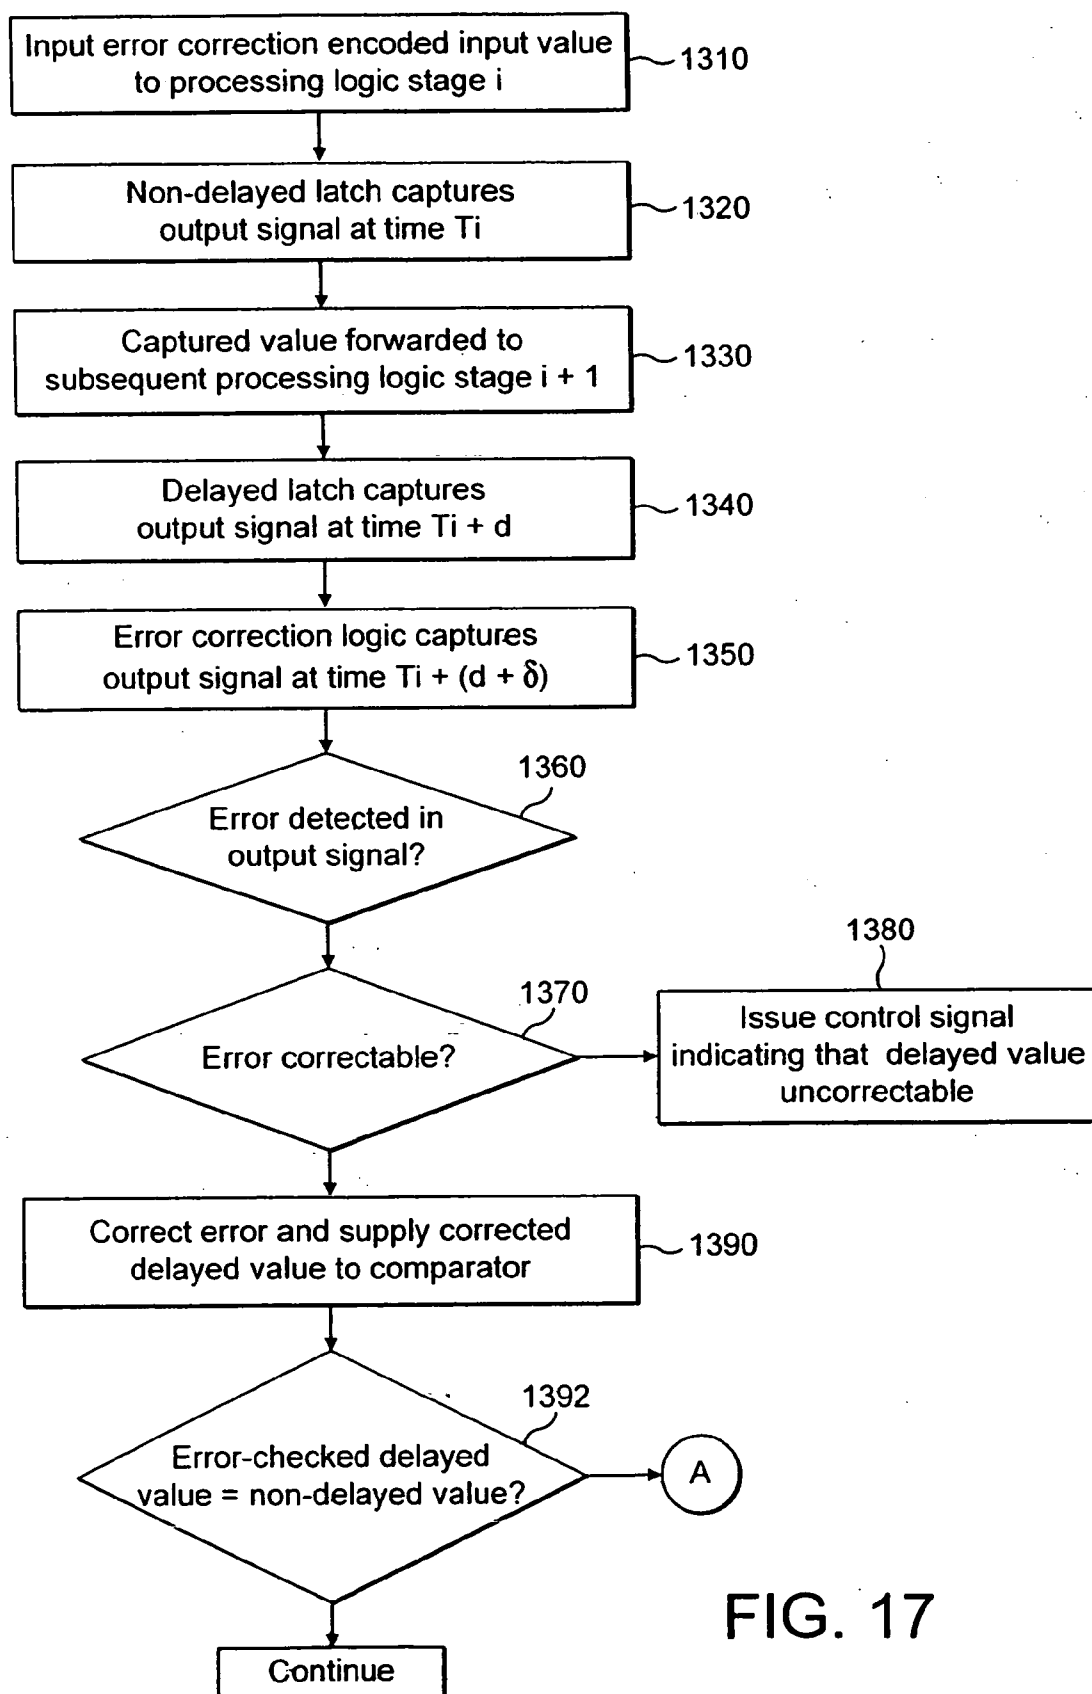 Input error correction encoded input value
to processing logic stage i
1310
Non-delayed latch captures
output signal at time Ti
1320
Captured value forwarded to
subsequent processing logic stage i + 1
1330
Delayed latch captures
output signal at time Ti + d
1340
Error correction logic captures
output signal at time Ti + (d + δ)
1350
1360
Error detected in
output signal?
1370
Error correctable?
1380
Issue control signal
indicating that delayed value
uncorrectable
Correct error and supply corrected
delayed value to comparator
1390
1392
Error-checked delayed
value = non-delayed value?
A
Continue
FIG. 17